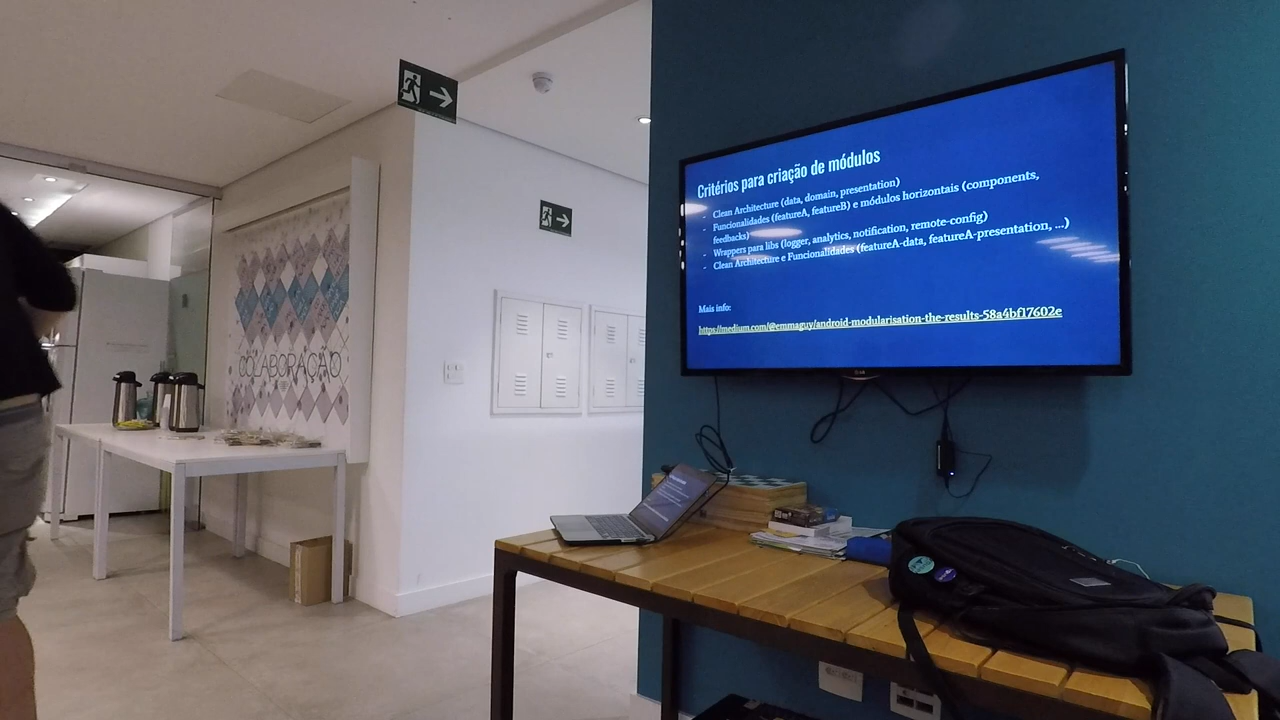 Critérios para criação de módulos
- Clean Architecture (data, domain, presentation)
- Funcionalidades (featureA, featureB) e módulos horizontais (components,
feedbacks)
- Wrappers para libs (logger, analytics, notification, remote-config)
- Clean Architecture e Funcionalidades (featureA-data, featureA-presentation, ...)
Mais info:
https://medium.com/@emmaguy/android-modularisation-the-results-58a4bf17602e
COLABORAÇÃO